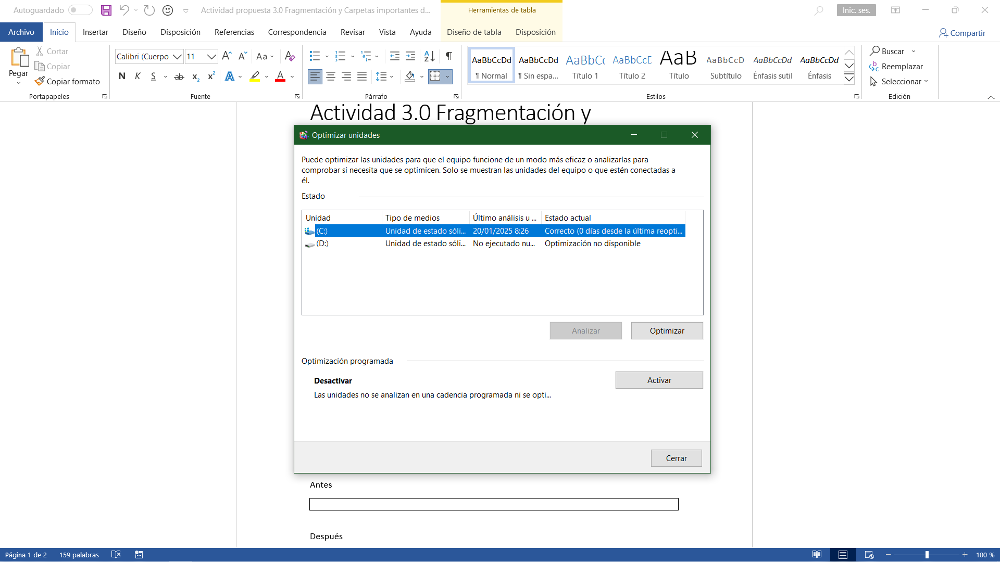 Autoguardado
Actividad propuesta 3.0 Fragmentación y Carpetas importantes d...
Herramientas de tabla
Inic. ses.
Archivo Inicio Insertar Diseño Disposición Referencias Correspondencia Revisar Vista Ayuda Diseño de tabla Disposición Compartir
Pegar
Cortar
Copiar
Copiar formato
Portapapeles
Calibri (Cuerpo 11
Aa
N K S ab x₂ x² A A
Fuente
Párrafo
AaBbCcDd AaBbCcDd AaBbCc AaBbCcD AaB AaBbCcD AaBbCcDd AaBbCcDd
¶ Normal ¶ Sin espa... Título 1 Título 2 Título Subtítulo Énfasis sutil Énfasis
Estilos
Buscar
Reemplazar
Seleccionar
Edición
Actividad 3.0 Fragmentación y
Optimizar unidades
Puede optimizar las unidades para que el equipo funcione de un modo más eficaz o analizarlas para
comprobar si necesita que se optimicen. Solo se muestran las unidades del equipo o que estén conectadas a
él.
Estado
Unidad Tipo de medios Último análisis u ... Estado actual
(C:) Unidad de estado sóli... 20/01/2025 8:26 Correcto (0 días desde la última reopti...
(D:) Unidad de estado sóli... No ejecutado nu... Optimización no disponible
Analizar Optimizar
Optimización programada
Desactivar
Activar
Las unidades no se analizan en una cadencia programada ni se opti...
Cerrar
Antes
Después
Página 1 de 2 159 palabras 100 %